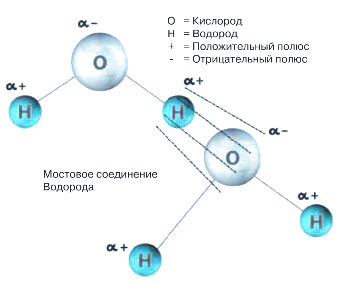 α-
O = Кислород
H = Водород
+ = Положительный полюс
- = Отрицательный полюс
O
α+
α+
H
H
α-
O
Мостовое соединение
Водорода
α+
H
α+
H